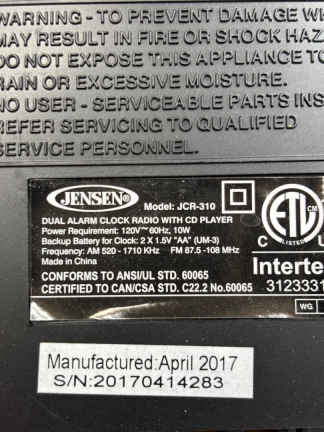 WARNING - TO PREVENT DAMAGE WH
MAY RESULT IN FIRE OR SHOCK HAZ
DO NOT EXPOSE THIS APPLIANCE TO
RAIN OR EXCESSIVE MOISTURE.
NO USER - SERVICEABLE PARTS INS
REFER SERVICING TO QUALIFIED
SERVICE PERSONNEL.
JENSEN®
Model: JCR-310
DUAL ALARM CLOCK RADIO WITH CD PLAYER
Power Requirement: 120V~ 60Hz, 10W
Backup Battery for Clock: 2 X 1.5V "AA" (UM-3)
Frequency: AM 520 - 1710 KHz FM 87.5 -108 MHz
Made in China
CONFORMS TO ANSI/UL STD. 60065
CERTIFIED TO CAN/CSA STD. C22.2 No.60065
ETL
LISTED
C U
Interte
3123331
WG
Manufactured:April 2017
S/N:20170414283